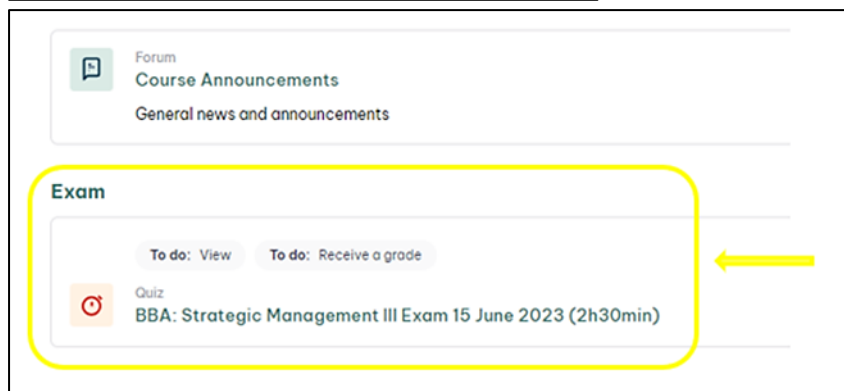 Forum
Course Announcements
General news and announcements
Exam
To do: View To do: Receive a grade
Quiz
BBA: Strategic Management III Exam 15 June 2023 (2h30min)